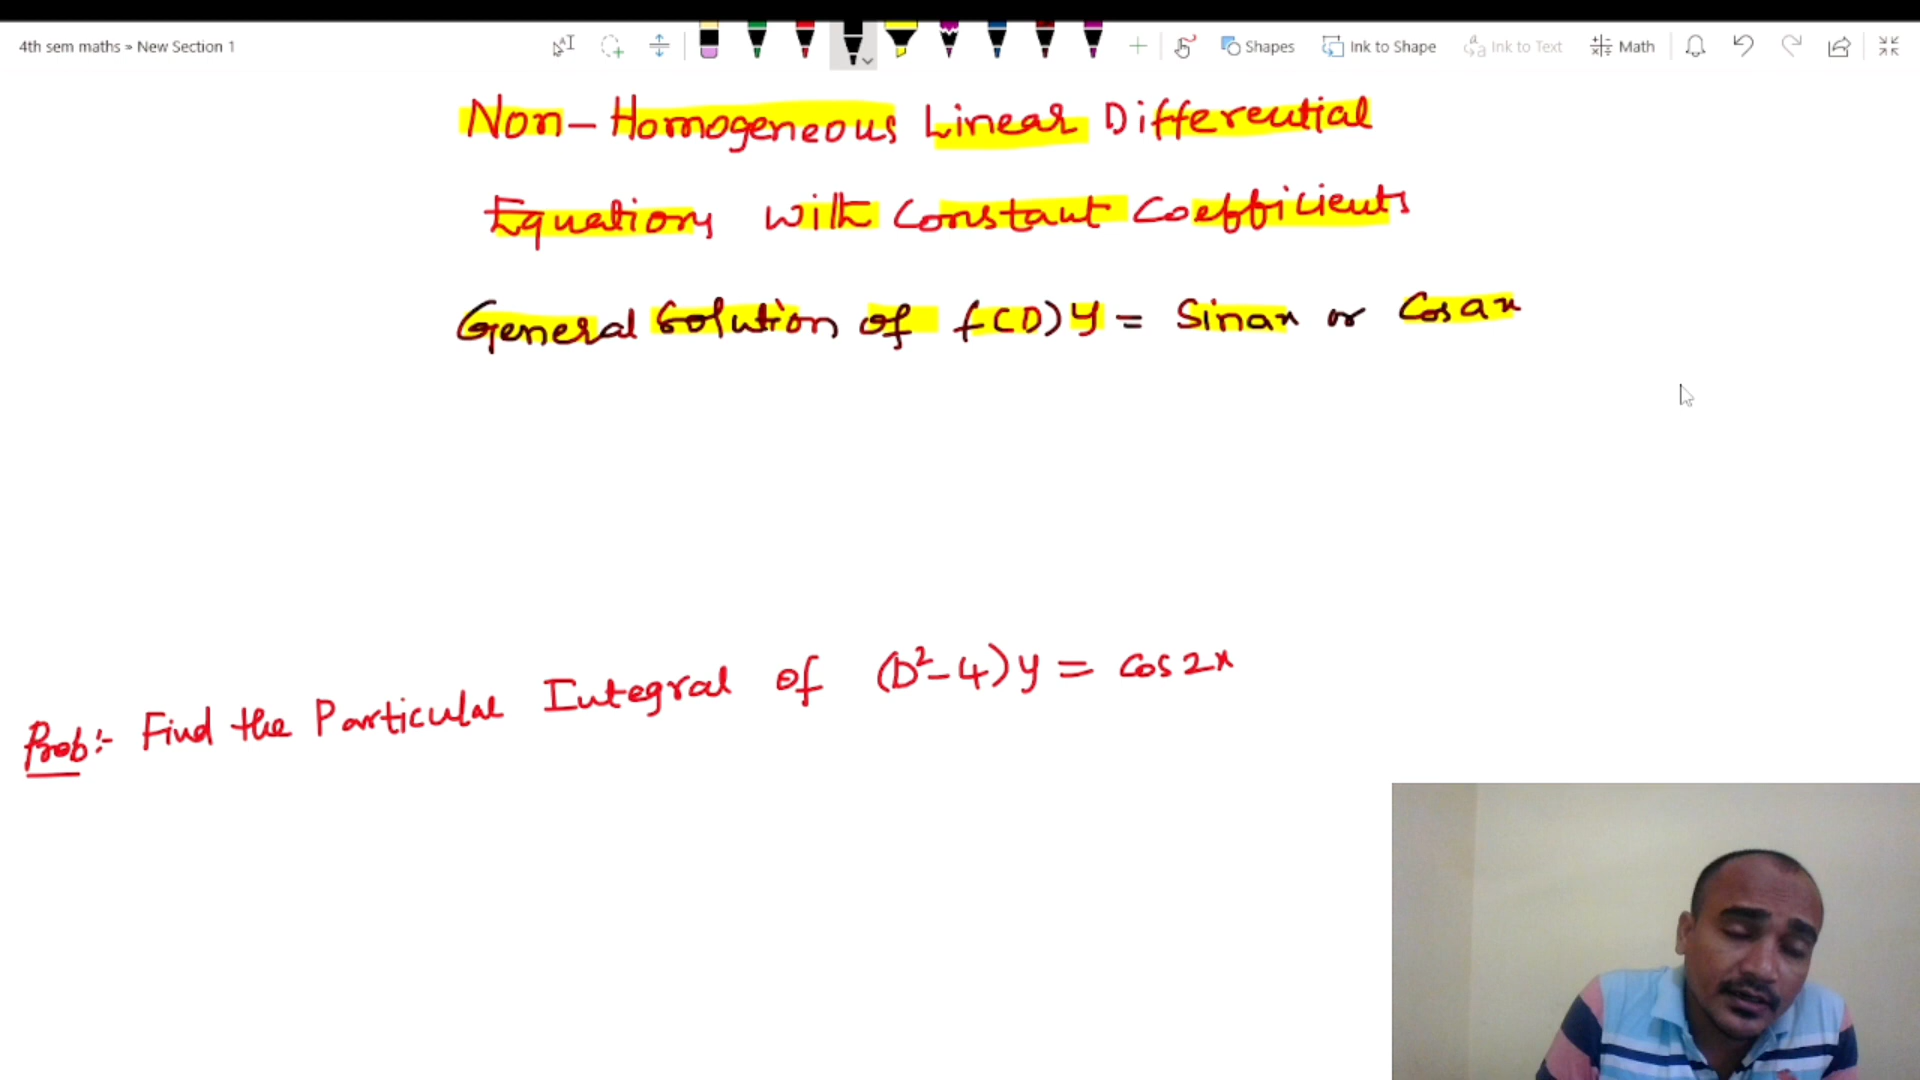 4th sem maths » New Section 1
Shapes Ink to Shape Ink to Text Math
Non-Homogeneous Linear Differential
Equations with Constant Coefficients
General Solution of f(D)y = Sinax or Cosax
Prob:- Find the Particular Integral of (D²-4)y = cos2x